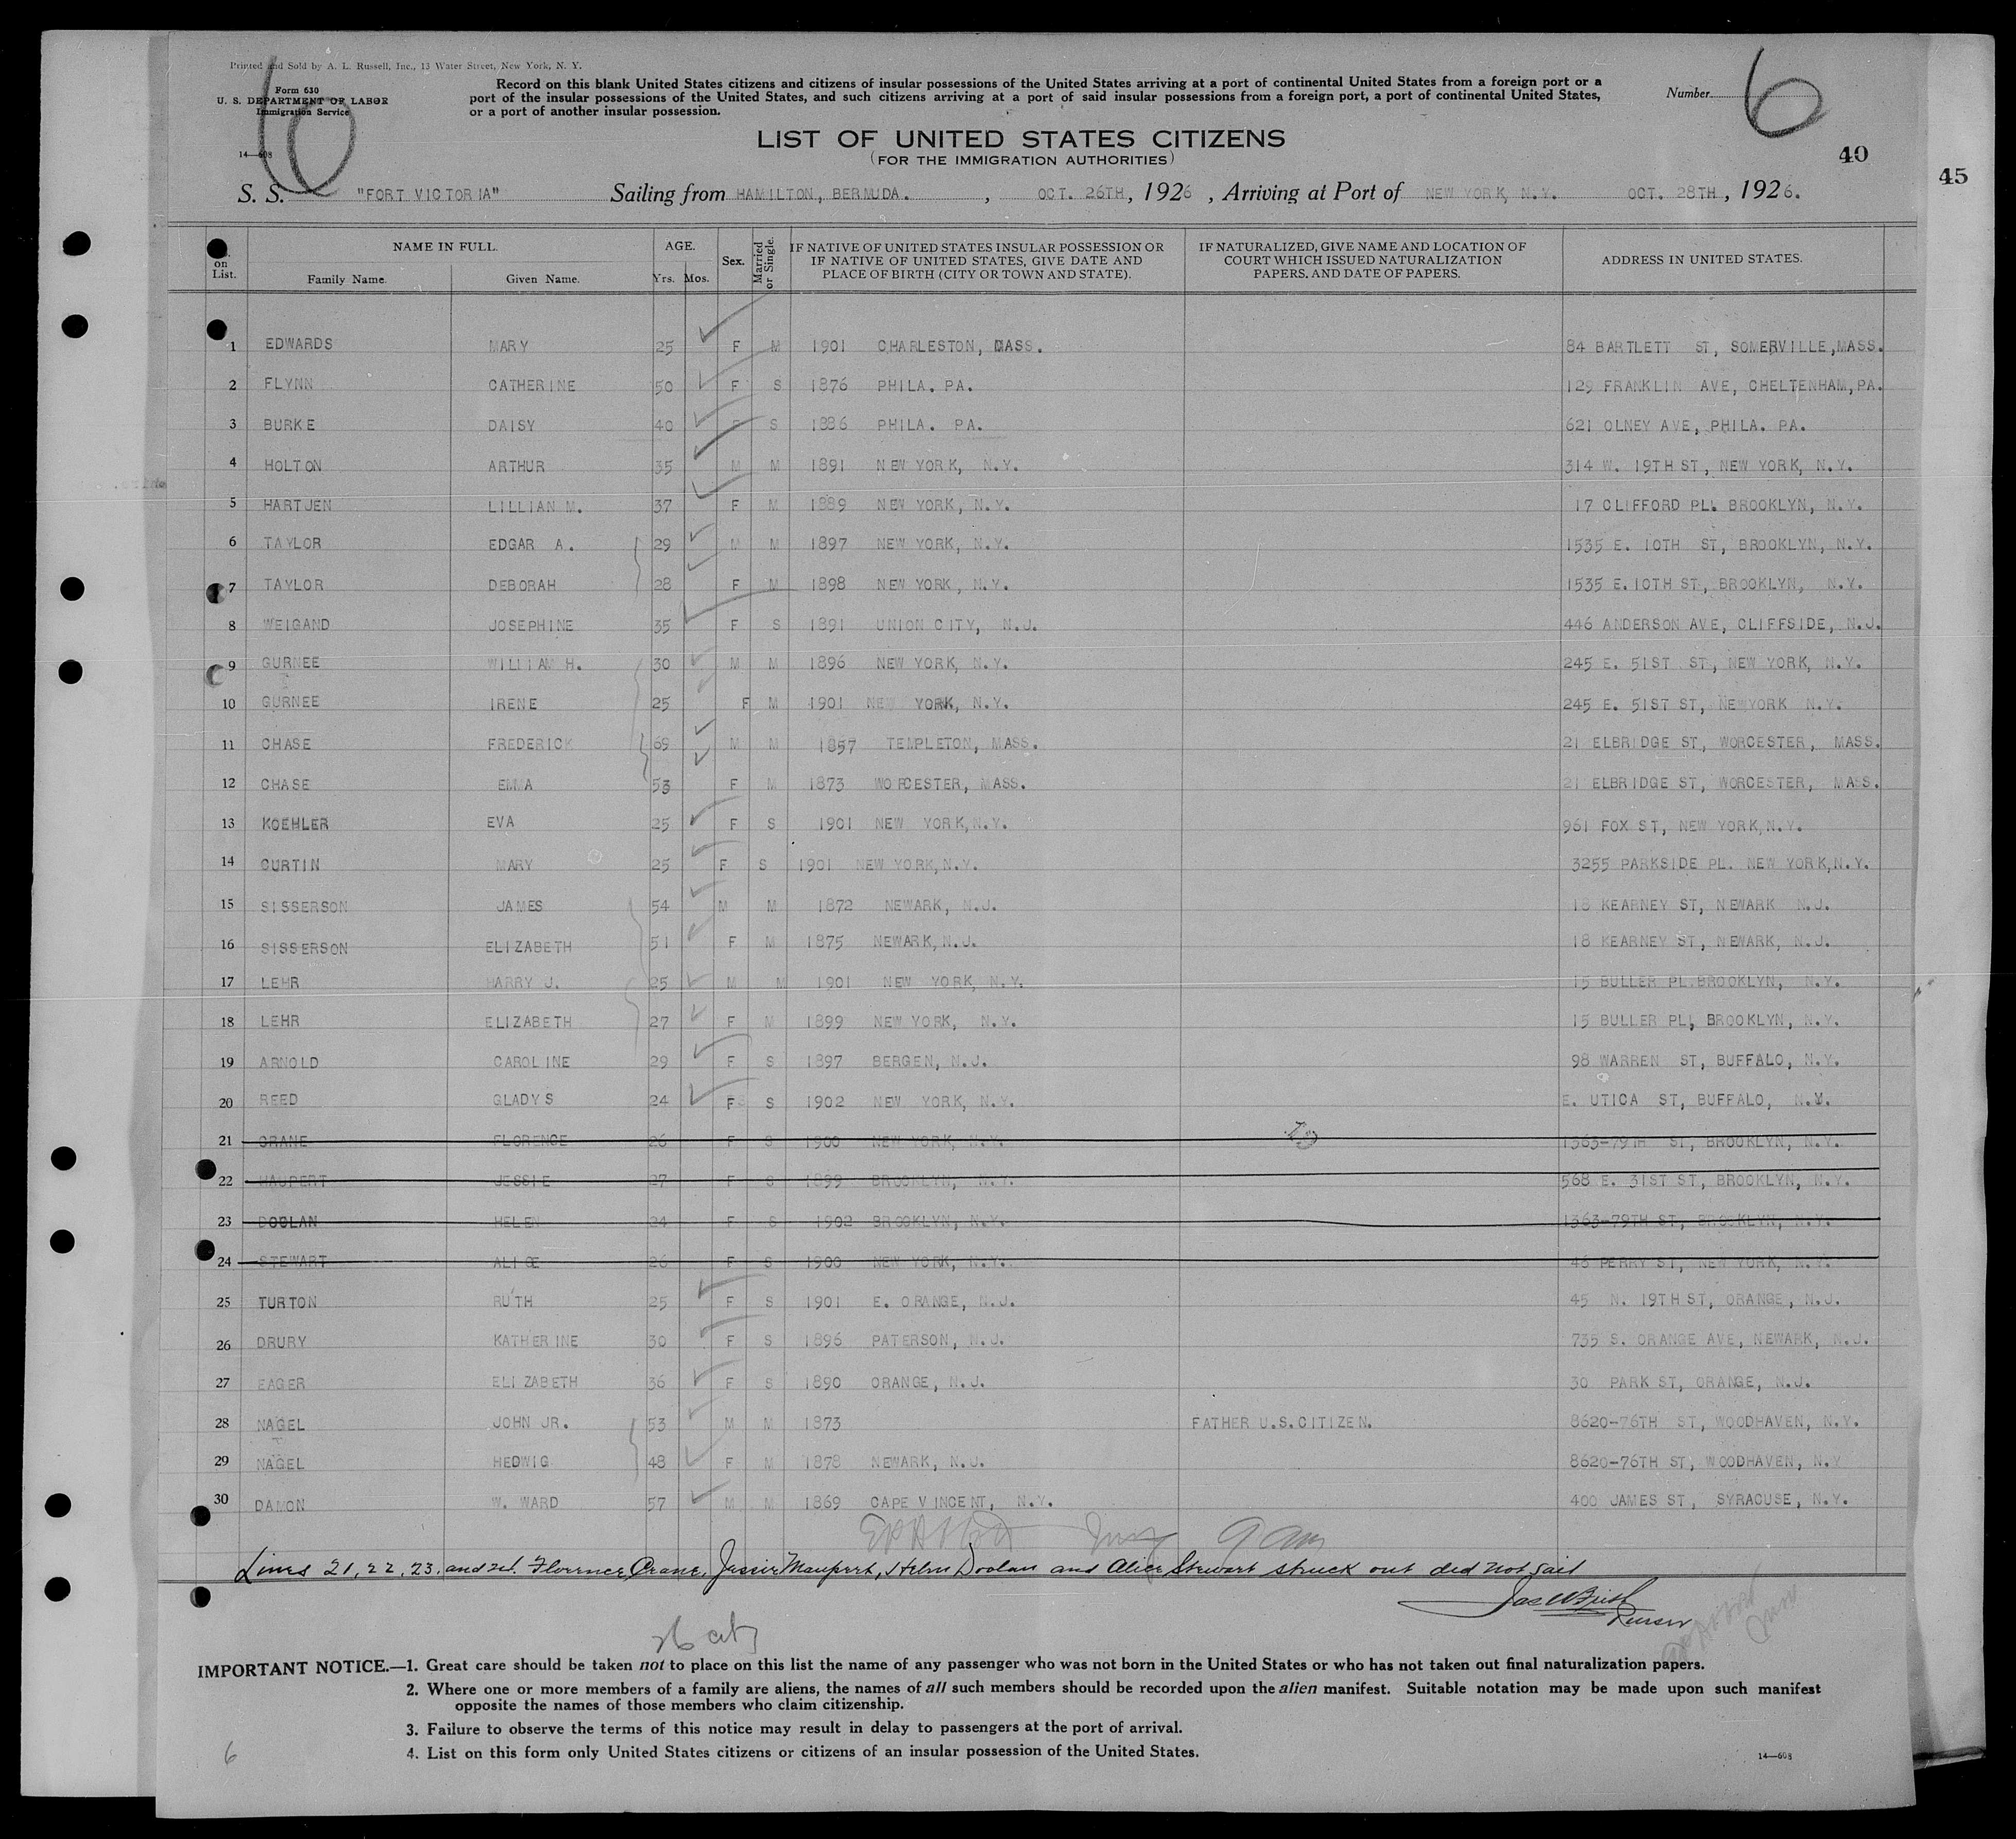 Printed and Sold by A. L. Russell, Inc., 13 Water Street, New York, N. Y.
Form 630
U. S. DEPARTMENT OF LABOR
Immigration Service
14—608
6
Record on this blank United States citizens and citizens of insular possessions of the United States arriving at a port of continental United States from a foreign port or a
port of the insular possessions of the United States, and such citizens arriving at a port of said insular possessions from a foreign port, a port of continental United States,
or a port of another insular possession.
Number 6
LIST OF UNITED STATES CITIZENS
(FOR THE IMMIGRATION AUTHORITIES)
40
45
S. S. "FORT VICTORIA" Sailing from HAMILTON, BERMUDA. , OCT. 26TH, 1926 , Arriving at Port of NEW YORK, N.Y. OCT. 28TH, 1926.
on List. NAME IN FULL. Family Name. Given Name. AGE. Yrs. Mos. Sex. Married or Single. IF NATIVE OF UNITED STATES INSULAR POSSESSION OR IF NATIVE OF UNITED STATES, GIVE DATE AND PLACE OF BIRTH (CITY OR TOWN AND STATE). IF NATURALIZED, GIVE NAME AND LOCATION OF COURT WHICH ISSUED NATURALIZATION PAPERS, AND DATE OF PAPERS. ADDRESS IN UNITED STATES.
1 EDWARDS MARY 25 F M 1901 CHARLESTON, MASS. 84 BARTLETT ST, SOMERVILLE,MASS.
2 FLYNN CATHERINE 50 F S 1876 PHILA. PA. 129 FRANKLIN AVE, CHELTENHAM,PA.
3 BURKE DAISY 40 F S 1886 PHILA. PA. 621 OLNEY AVE, PHILA. PA.
4 HOLTON ARTHUR 35 M M 1891 NEW YORK, N.Y. 314 W. 19TH ST, NEW YORK, N.Y.
5 HARTJEN LILLIAN M. 37 F M 1889 NEW YORK, N.Y. 17 CLIFFORD PL. BROOKLYN, N.Y.
6 TAYLOR EDGAR A. 29 M M 1897 NEW YORK, N.Y. 1535 E. 10TH ST, BROOKLYN, N.Y.
7 TAYLOR DEBORAH 28 F M 1898 NEW YORK, N.Y. 1535 E.10TH ST, BROOKLYN, N.Y.
8 WEIGAND JOSEPHINE 35 F S 1891 UNION CITY, N.J. 446 ANDERSON AVE, CLIFFSIDE, N.J.
9 GURNEE WILLIAM H. 30 M M 1896 NEW YORK, N.Y. 245 E. 51ST ST, NEW YORK, N.Y.
10 GURNEE IRENE 25 F M 1901 NEW YORK, N.Y. 245 E. 51ST ST, NEWYORK N.Y.
11 CHASE FREDERICK 69 M M 1857 TEMPLETON, MASS. 21 ELBRIDGE ST, WORCESTER, MASS.
12 CHASE EMMA 53 F M 1873 WORCESTER, MASS. 21 ELBRIDGE ST, WORCESTER, MASS.
13 KOEHLER EVA 25 F S 1901 NEW YORK,N.Y. 961 FOX ST, NEW YORK,N.Y.
14 CURTIN MARY 25 F S 1901 NEW YORK,N.Y. 3255 PARKSIDE PL. NEW YORK,N.Y.
15 SISSERSON JAMES 54 M M 1872 NEWARK, N.J. 18 KEARNEY ST, NEWARK N.J.
16 SISSERSON ELIZABETH 51 F M 1875 NEWARK,N.J. 18 KEARNEY ST, NEWARK, N.J.
17 LEHR HARRY J. 25 M M 1901 NEW YORK, N.Y. 15 BULLER PL.BROOKLYN, N.Y.
18 LEHR ELIZABETH 27 F M 1899 NEW YORK, N.Y. 15 BULLER PL, BROOKLYN, N.Y.
19 ARNOLD CAROLINE 29 F S 1897 BERGEN, N.J. 98 WARREN ST, BUFFALO, N.Y.
20 REED GLADYS 24 F S 1902 NEW YORK, N.Y. E. UTICA ST, BUFFALO, N.Y.
21 CRANE FLORENCE 26 F S 1900 NEW YORK, N.Y. 1363-79TH ST, BROOKLYN, N.Y.
22 MAUPERT JESSIE 27 F S 1899 BROOKLYN, N.Y. 568 E. 31ST ST, BROOKLYN, N.Y.
23 DOOLAN HELEN 24 F S 1902 BROOKLYN, N.Y. 1363-79TH ST, BROOKLYN, N.Y.
24 STEWART ALICE 26 F S 1900 NEW YORK, N.Y. 46 PERRY ST, NEW YORK, N.Y.
25 TURTON RUTH 25 F S 1901 E. ORANGE, N.J. 45 N. 19TH ST, ORANGE, N.J.
26 DRURY KATHERINE 30 F S 1896 PATERSON, N.J. 735 S. ORANGE AVE, NEWARK, N.J.
27 EAGER ELIZABETH 36 F S 1890 ORANGE, N.J. 30 PARK ST, ORANGE, N.J.
28 NAGEL JOHN JR. 53 M M 1873 FATHER U.S.CITIZEN. 8620-76TH ST, WOODHAVEN, N.Y.
29 NAGEL HEDWIG 48 F M 1878 NEWARK, N.J. 8620-76TH ST, WOODHAVEN, N.Y
30 DAMON W. WARD 57 M M 1869 CAPE VINCENT, N.Y. 400 JAMES ST, SYRACUSE, N.Y.
Lines 21, 22, 23, and 24. Florence Crane, Jessie Maupert, Helen Doolan and Alice Stewart struck out did not sail
Purser
26
IMPORTANT NOTICE.—1. Great care should be taken not to place on this list the name of any passenger who was not born in the United States or who has not taken out final naturalization papers.
2. Where one or more members of a family are aliens, the names of all such members should be recorded upon the alien manifest. Suitable notation may be made upon such manifest
opposite the names of those members who claim citizenship.
3. Failure to observe the terms of this notice may result in delay to passengers at the port of arrival.
4. List on this form only United States citizens or citizens of an insular possession of the United States.
6
14—608